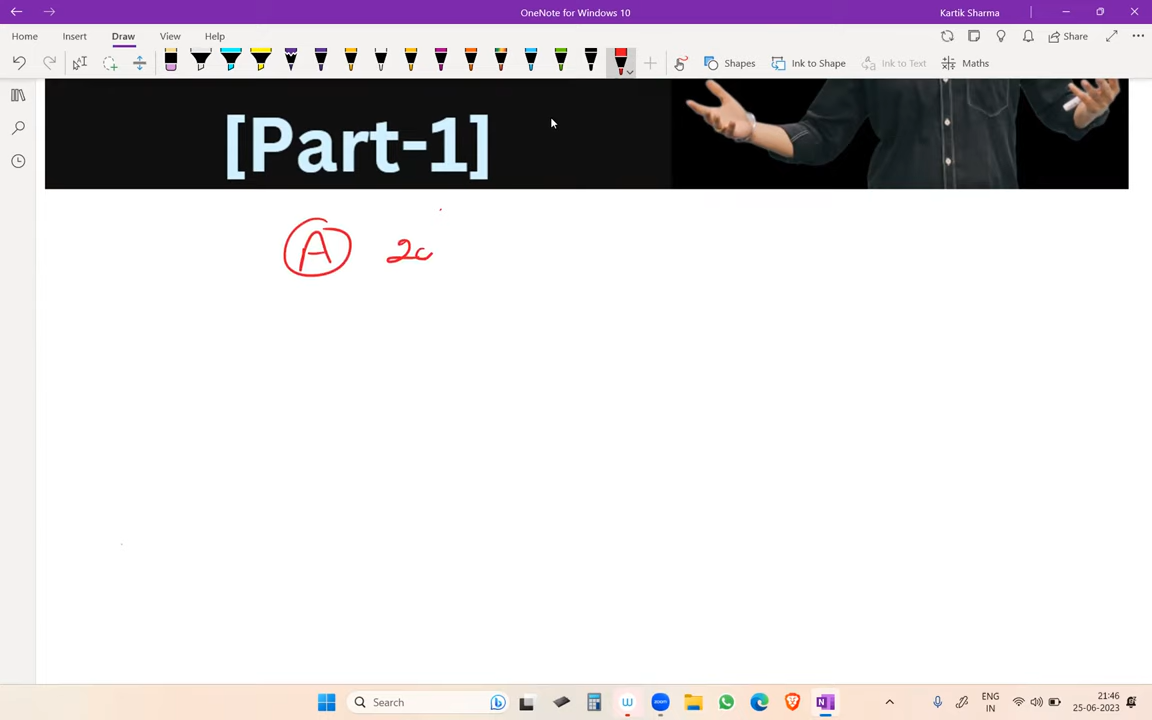 OneNote for Windows 10
Kartik Sharma
Home Insert Draw View Help
Share
Shapes Ink to Shape Ink to Text Maths
[Part-1]
A
Search
ENG
IN
21:46
25-06-2023